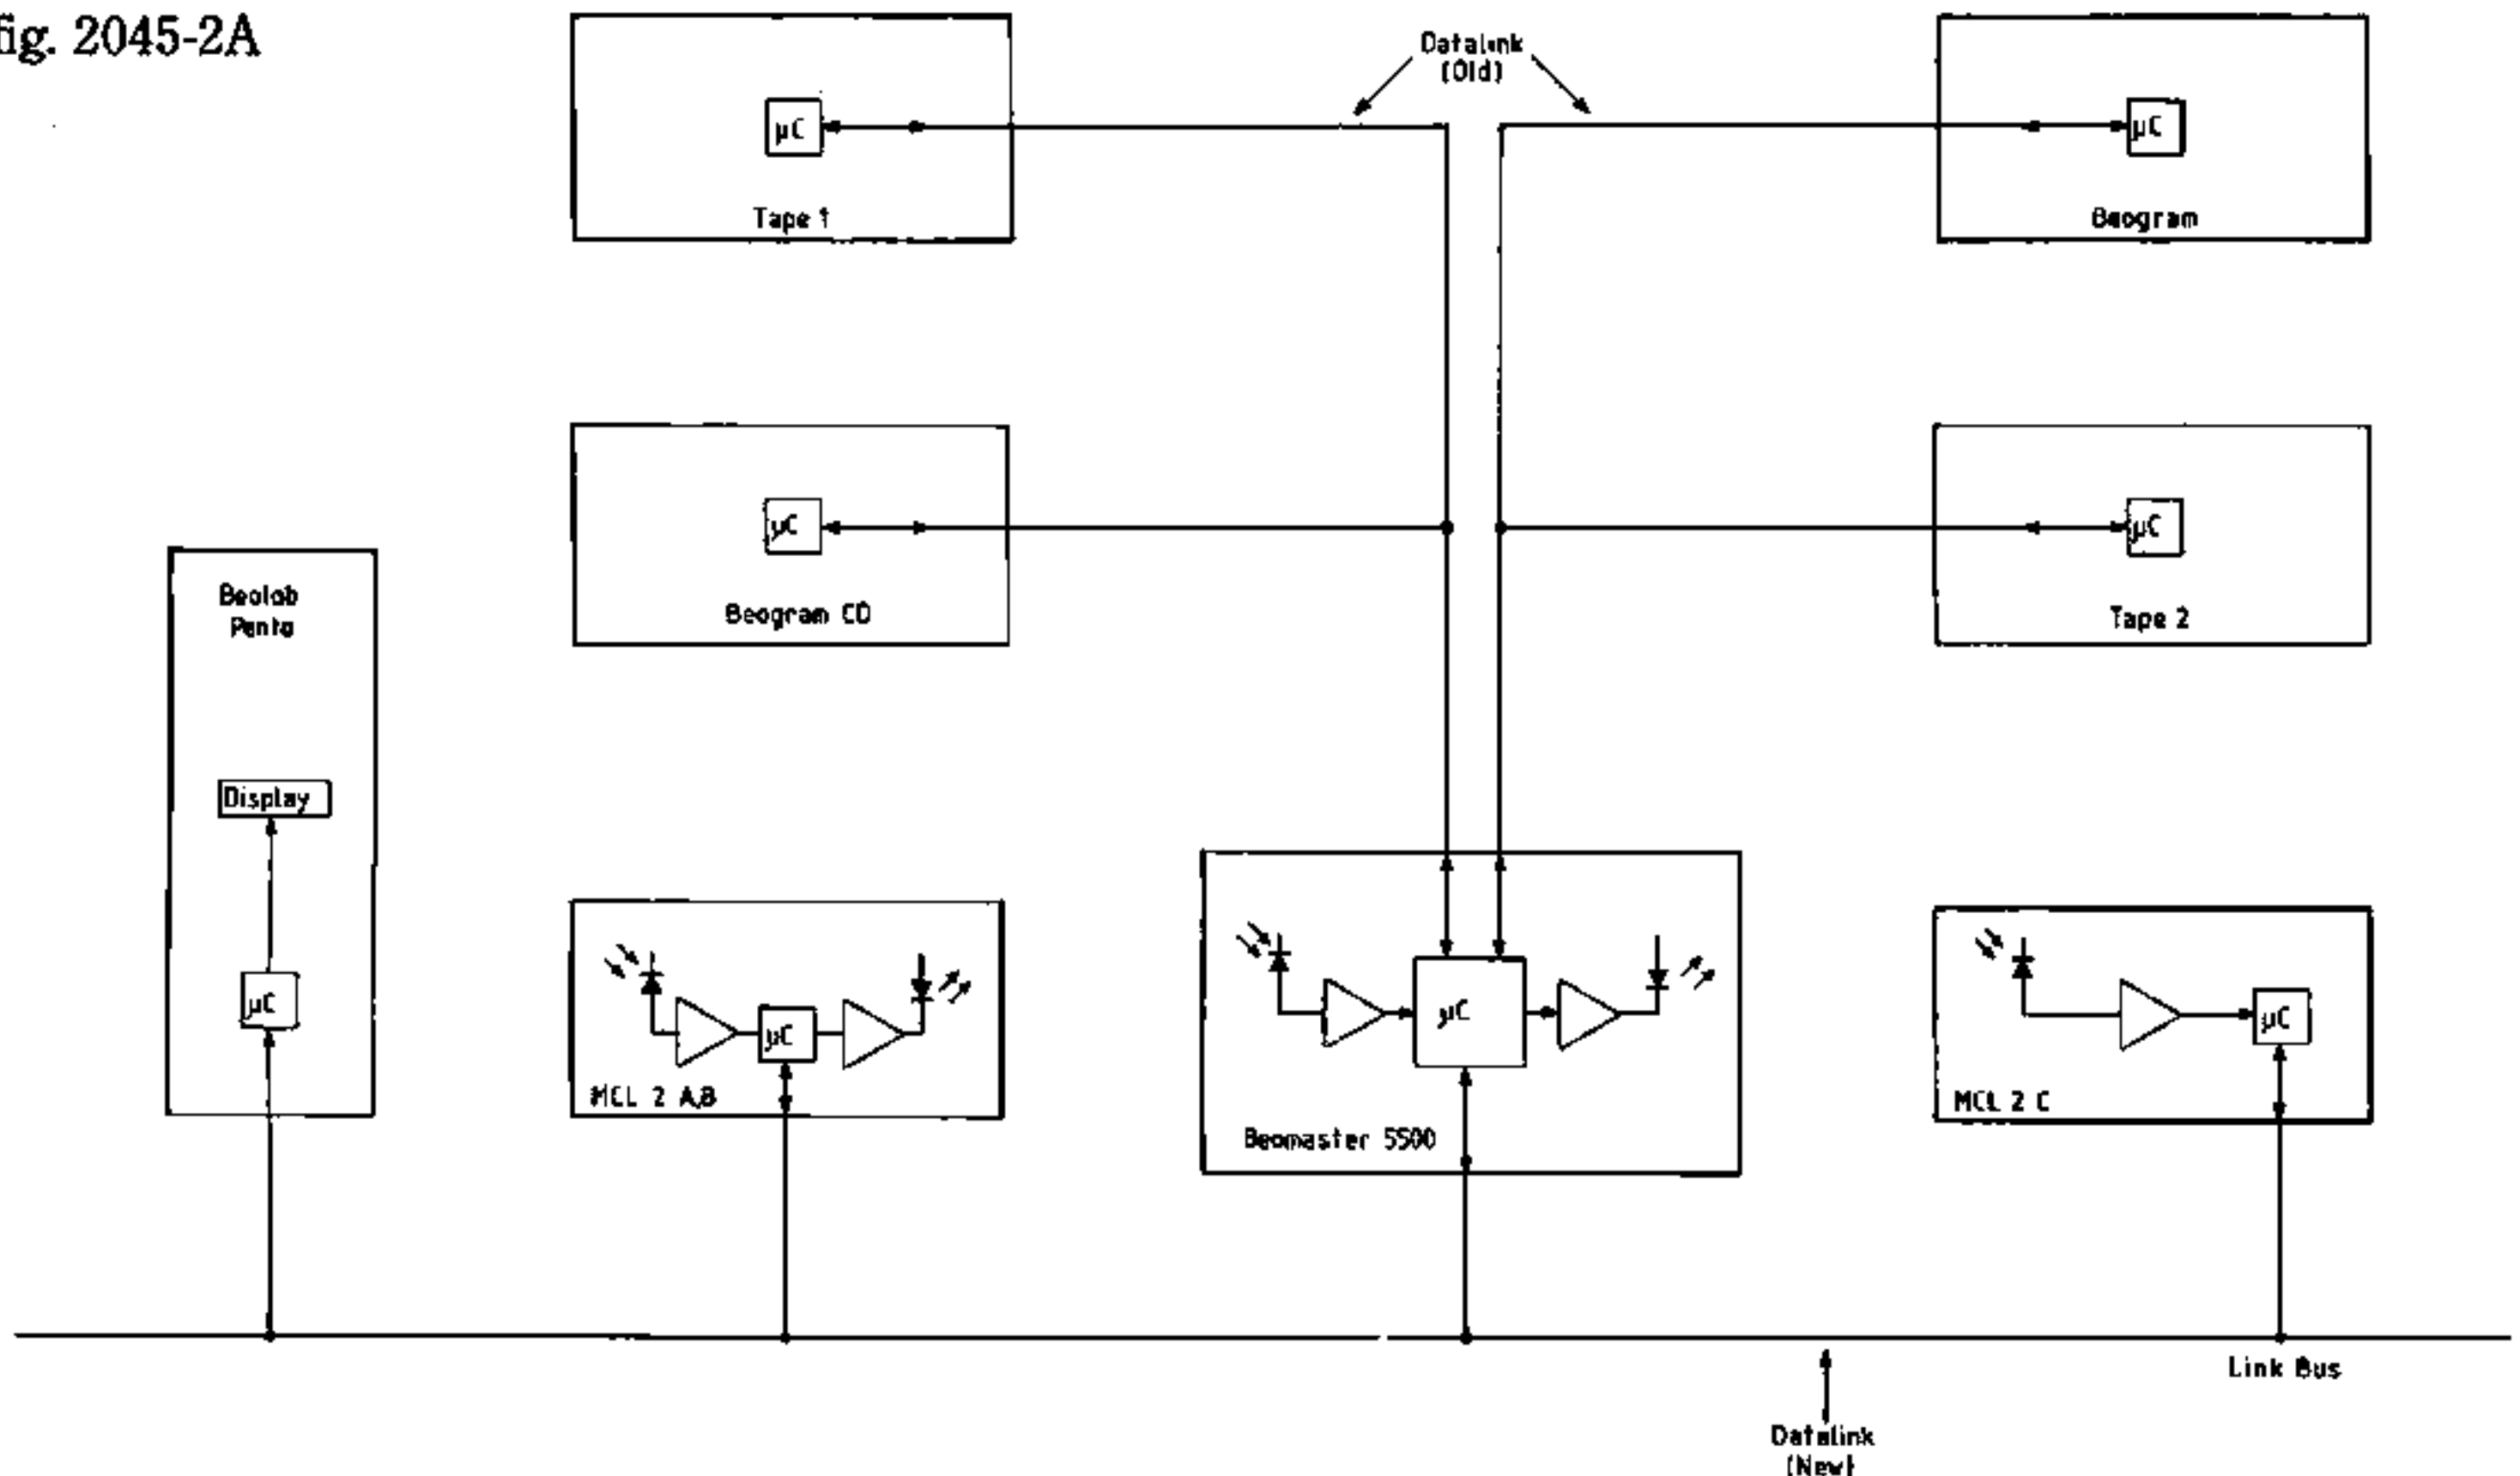 ig. 2045-2A
Datalink
(Old)
µC
Tape 1
µC
Beogram
µC
Beogram CD
µC
Tape 2
Beolab
Penta
Display
µC
µC
MCL 2 A,B
µC
Beomaster 5500
µC
MCL 2 C
Link Bus
Datalink
(New)